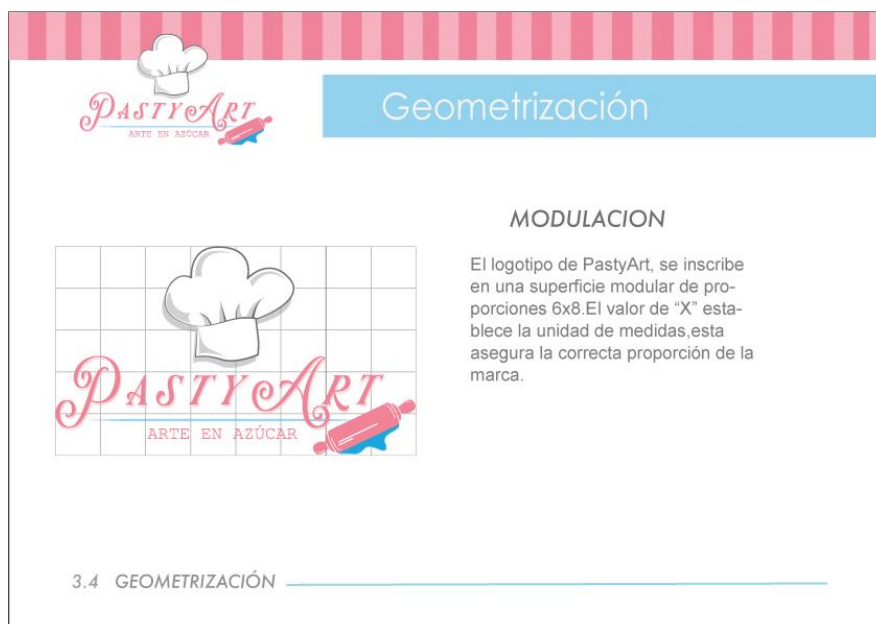 PASTYART
ARTE EN AZÚCAR
Geometrización
MODULACION
El logotipo de PastyArt, se inscribe
en una superficie modular de pro-
porciones 6x8.El valor de “X” esta-
blece la unidad de medidas,esta
asegura la correcta proporción de la
marca.
PASTYART
ARTE EN AZÚCAR
3.4 GEOMETRIZACIÓN